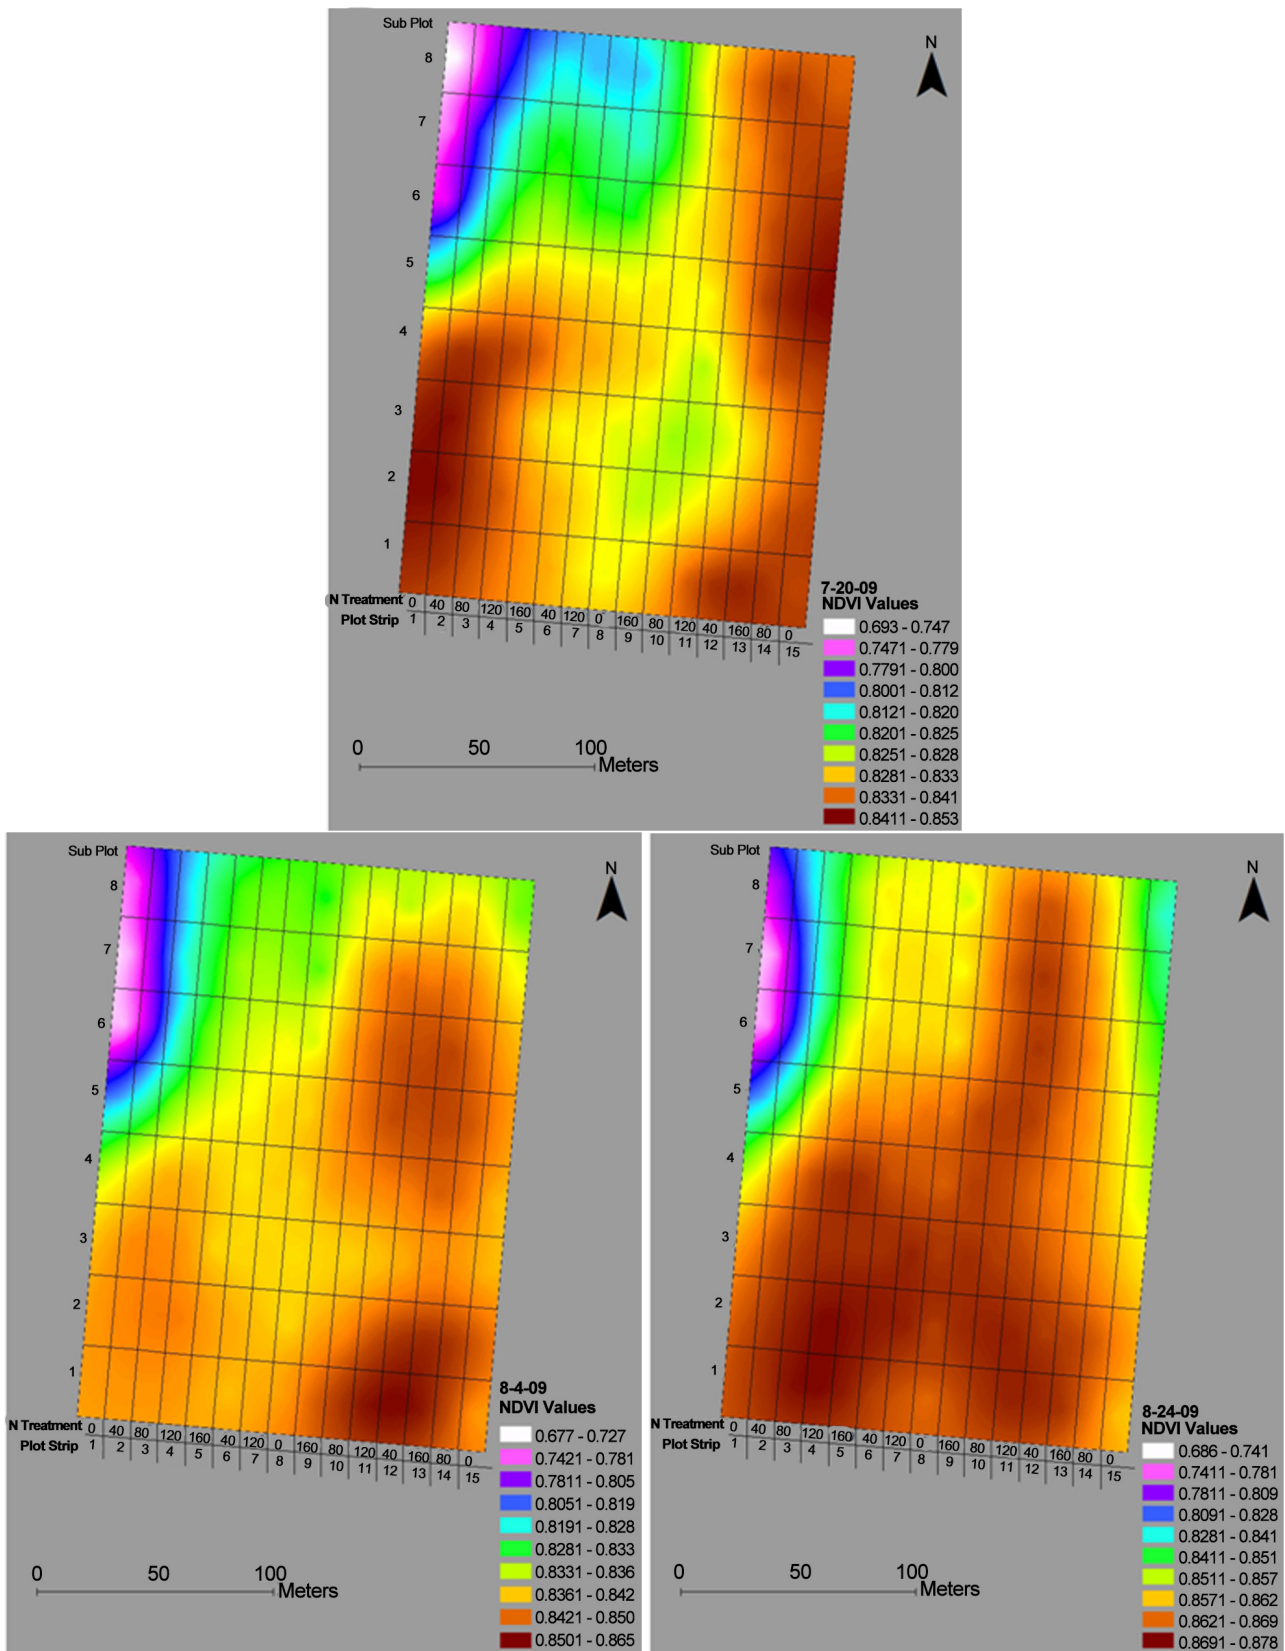 Sub Plot
N
8
7
6
5
4
3
2
1
N Treatment 0 40 80 120 160 40 120 0 160 80 120 40 160 80 0
Plot Strip 1 2 3 4 5 6 7 8 9 10 11 12 13 14 15
7-20-09
NDVI Values
0.693 - 0.747
0.7471 - 0.779
0.7791 - 0.800
0.8001 - 0.812
0.8121 - 0.820
0.8201 - 0.825
0.8251 - 0.828
0.8281 - 0.833
0.8331 - 0.841
0.8411 - 0.853
0 50 100
Meters
Sub Plot
N
8
7
6
5
4
3
2
1
N Treatment 0 40 80 120 160 40 120 0 160 80 120 40 160 80 0
Plot Strip 1 2 3 4 5 6 7 8 9 10 11 12 13 14 15
8-4-09
NDVI Values
0.677 - 0.727
0.7421 - 0.781
0.7811 - 0.805
0.8051 - 0.819
0.8191 - 0.828
0.8281 - 0.833
0.8331 - 0.836
0.8361 - 0.842
0.8421 - 0.850
0.8501 - 0.865
0 50 100
Meters
Sub Plot
N
8
7
6
5
4
3
2
1
N Treatment 0 40 80 120 160 40 120 0 160 80 120 40 160 80 0
Plot Strip 1 2 3 4 5 6 7 8 9 10 11 12 13 14 15
8-24-09
NDVI Values
0.686 - 0.741
0.7411 - 0.781
0.7811 - 0.809
0.8091 - 0.828
0.8281 - 0.841
0.8411 - 0.851
0.8511 - 0.857
0.8571 - 0.862
0.8621 - 0.869
0.8691 - 0.878
0 50 100
Meters